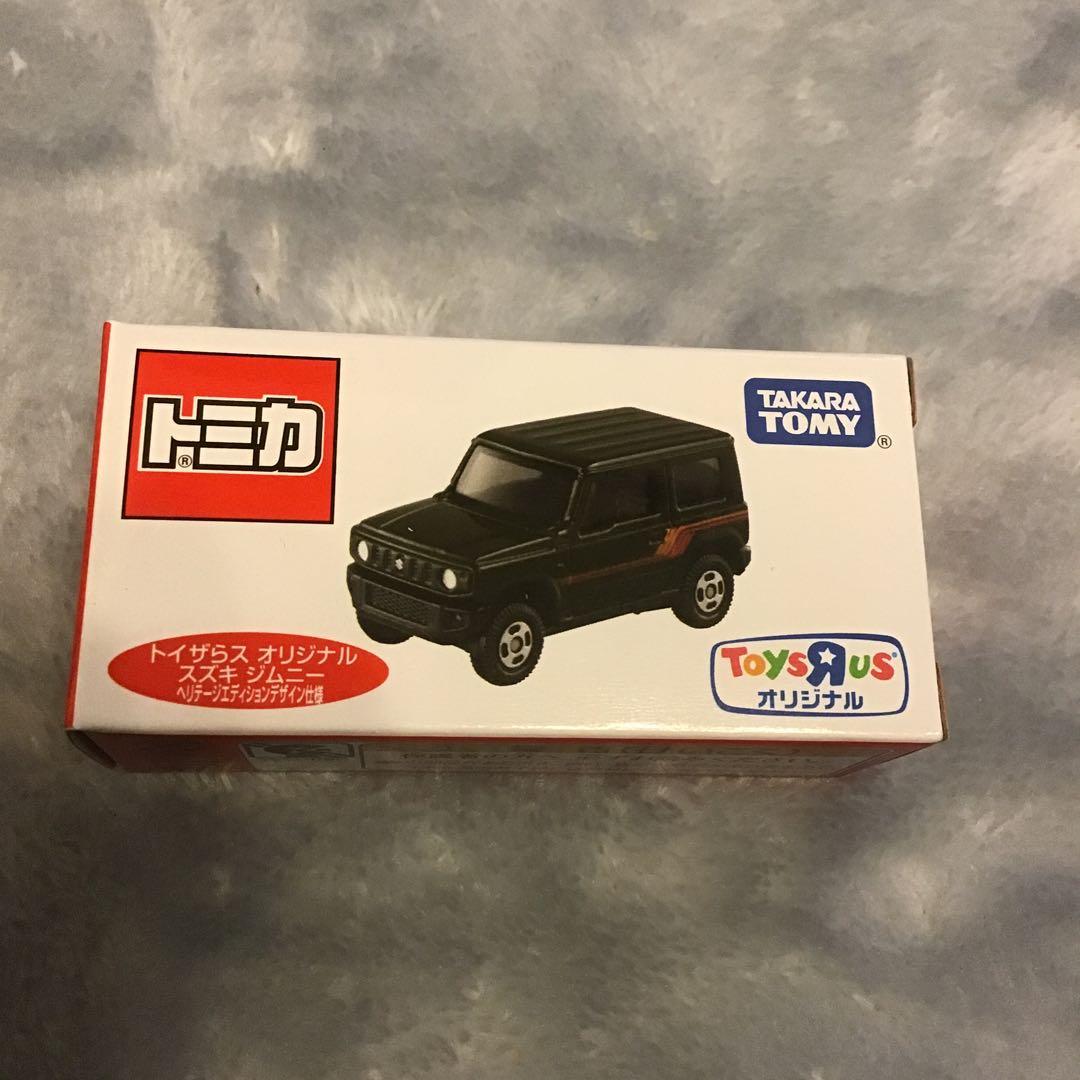 トミカ
®
TAKARA
TOMY
®
トイザらス オリジナル
スズキ ジムニー
ヘリテージエディションデザイン仕様
ToysЯus
オリジナル